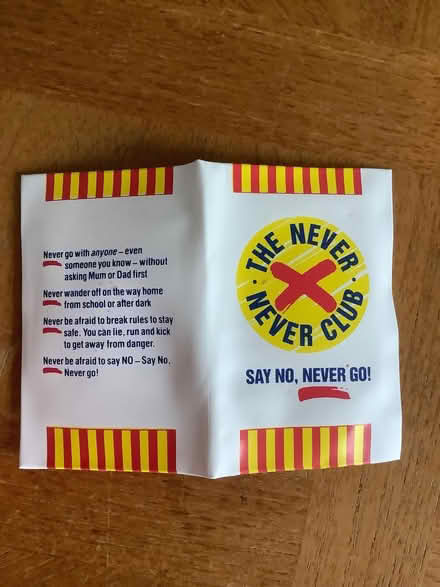 Never go with anyone – even
someone you know – without
asking Mum or Dad first
Never wander off on the way home
from school or after dark
Never be afraid to break rules to stay
safe. You can lie, run and kick
to get away from danger.
Never be afraid to say NO – Say No,
Never go!
THE NEVER
NEVER CLUB
SAY NO, NEVER GO!